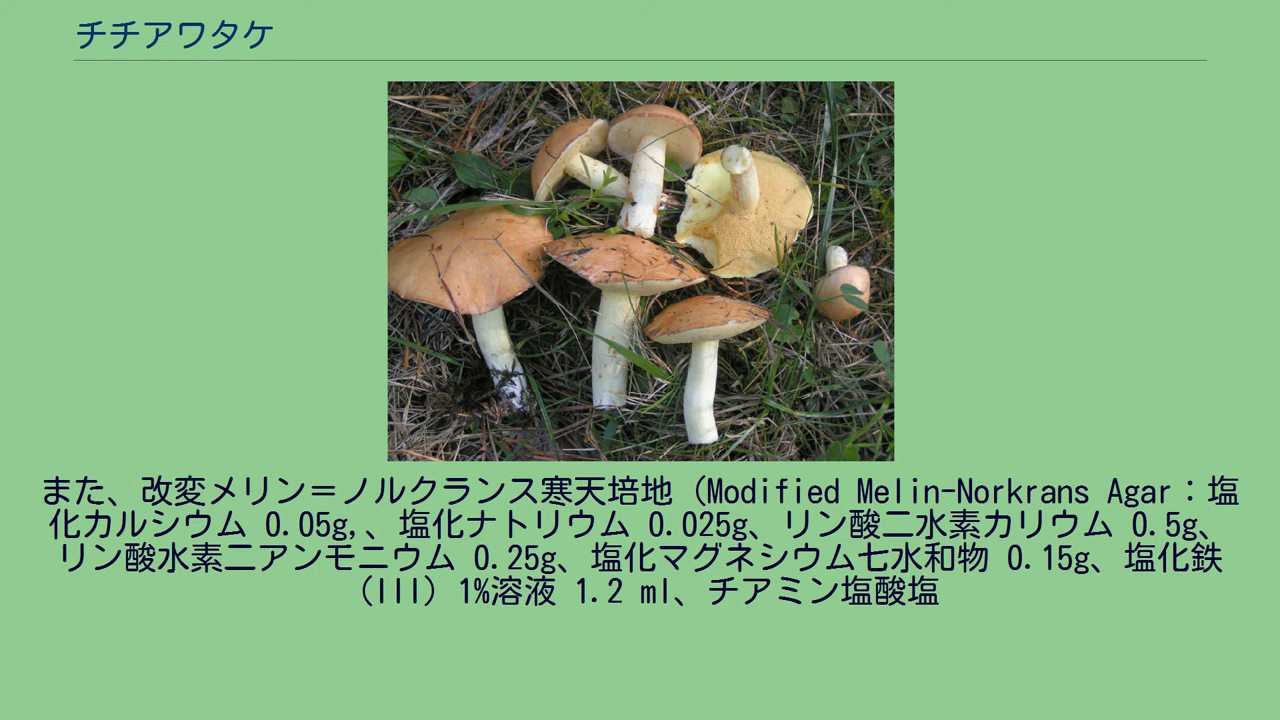 チチアワタケ
また、改変メリン＝ノルクランス寒天培地（Modified Melin-Norkrans Agar：塩
化カルシウム 0.05g,、塩化ナトリウム 0.025g、リン酸二水素カリウム 0.5g、
リン酸水素二アンモニウム 0.25g、塩化マグネシウム七水和物 0.15g、塩化鉄
（III）1%溶液 1.2 ml、チアミン塩酸塩